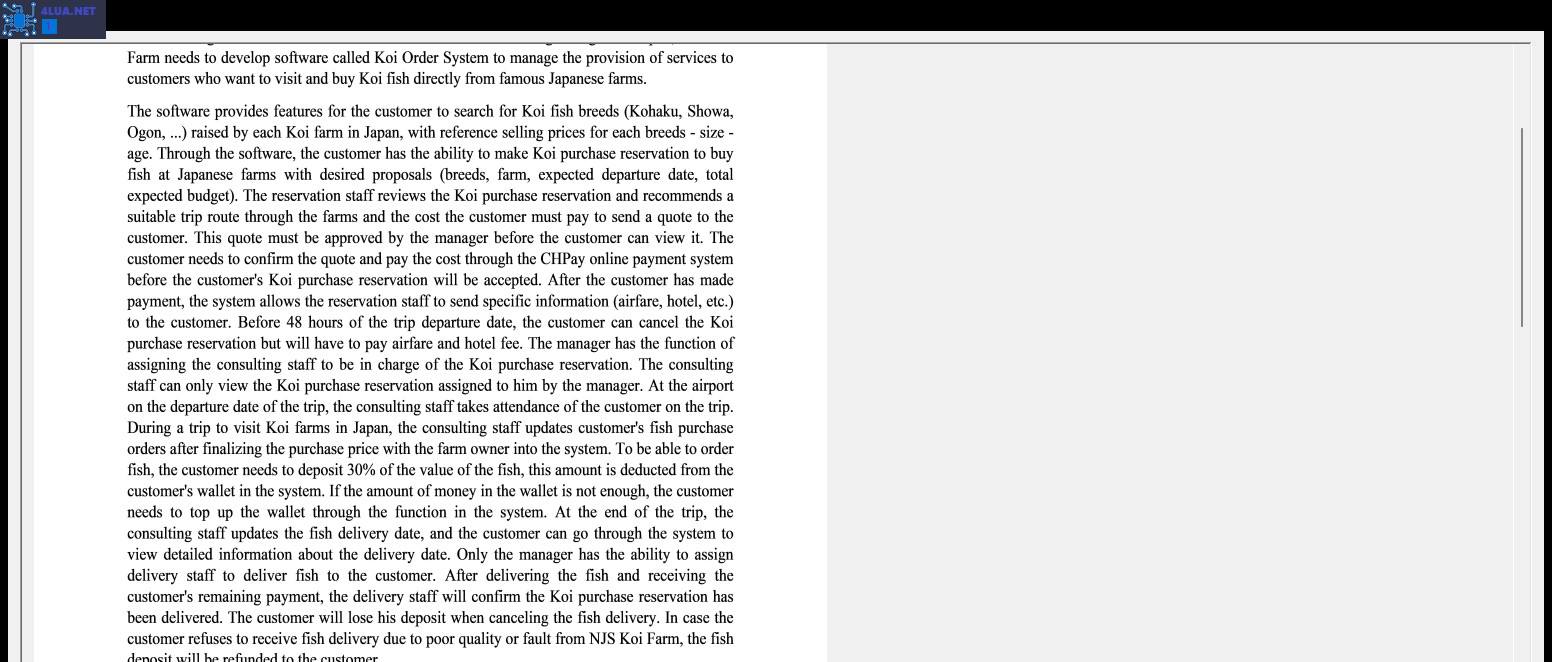 4LUA.NET
Farm needs to develop software called Koi Order System to manage the provision of services to
customers who want to visit and buy Koi fish directly from famous Japanese farms.
The software provides features for the customer to search for Koi fish breeds (Kohaku, Showa,
Ogon, ...) raised by each Koi farm in Japan, with reference selling prices for each breeds - size -
age. Through the software, the customer has the ability to make Koi purchase reservation to buy
fish at Japanese farms with desired proposals (breeds, farm, expected departure date, total
expected budget). The reservation staff reviews the Koi purchase reservation and recommends a
suitable trip route through the farms and the cost the customer must pay to send a quote to the
customer. This quote must be approved by the manager before the customer can view it. The
customer needs to confirm the quote and pay the cost through the CHPay online payment system
before the customer's Koi purchase reservation will be accepted. After the customer has made
payment, the system allows the reservation staff to send specific information (airfare, hotel, etc.)
to the customer. Before 48 hours of the trip departure date, the customer can cancel the Koi
purchase reservation but will have to pay airfare and hotel fee. The manager has the function of
assigning the consulting staff to be in charge of the Koi purchase reservation. The consulting
staff can only view the Koi purchase reservation assigned to him by the manager. At the airport
on the departure date of the trip, the consulting staff takes attendance of the customer on the trip.
During a trip to visit Koi farms in Japan, the consulting staff updates customer's fish purchase
orders after finalizing the purchase price with the farm owner into the system. To be able to order
fish, the customer needs to deposit 30% of the value of the fish, this amount is deducted from the
customer's wallet in the system. If the amount of money in the wallet is not enough, the customer
needs to top up the wallet through the function in the system. At the end of the trip, the
consulting staff updates the fish delivery date, and the customer can go through the system to
view detailed information about the delivery date. Only the manager has the ability to assign
delivery staff to deliver fish to the customer. After delivering the fish and receiving the
customer's remaining payment, the delivery staff will confirm the Koi purchase reservation has
been delivered. The customer will lose his deposit when canceling the fish delivery. In case the
customer refuses to receive fish delivery due to poor quality or fault from NJS Koi Farm, the fish
deposit will be refunded to the customer.